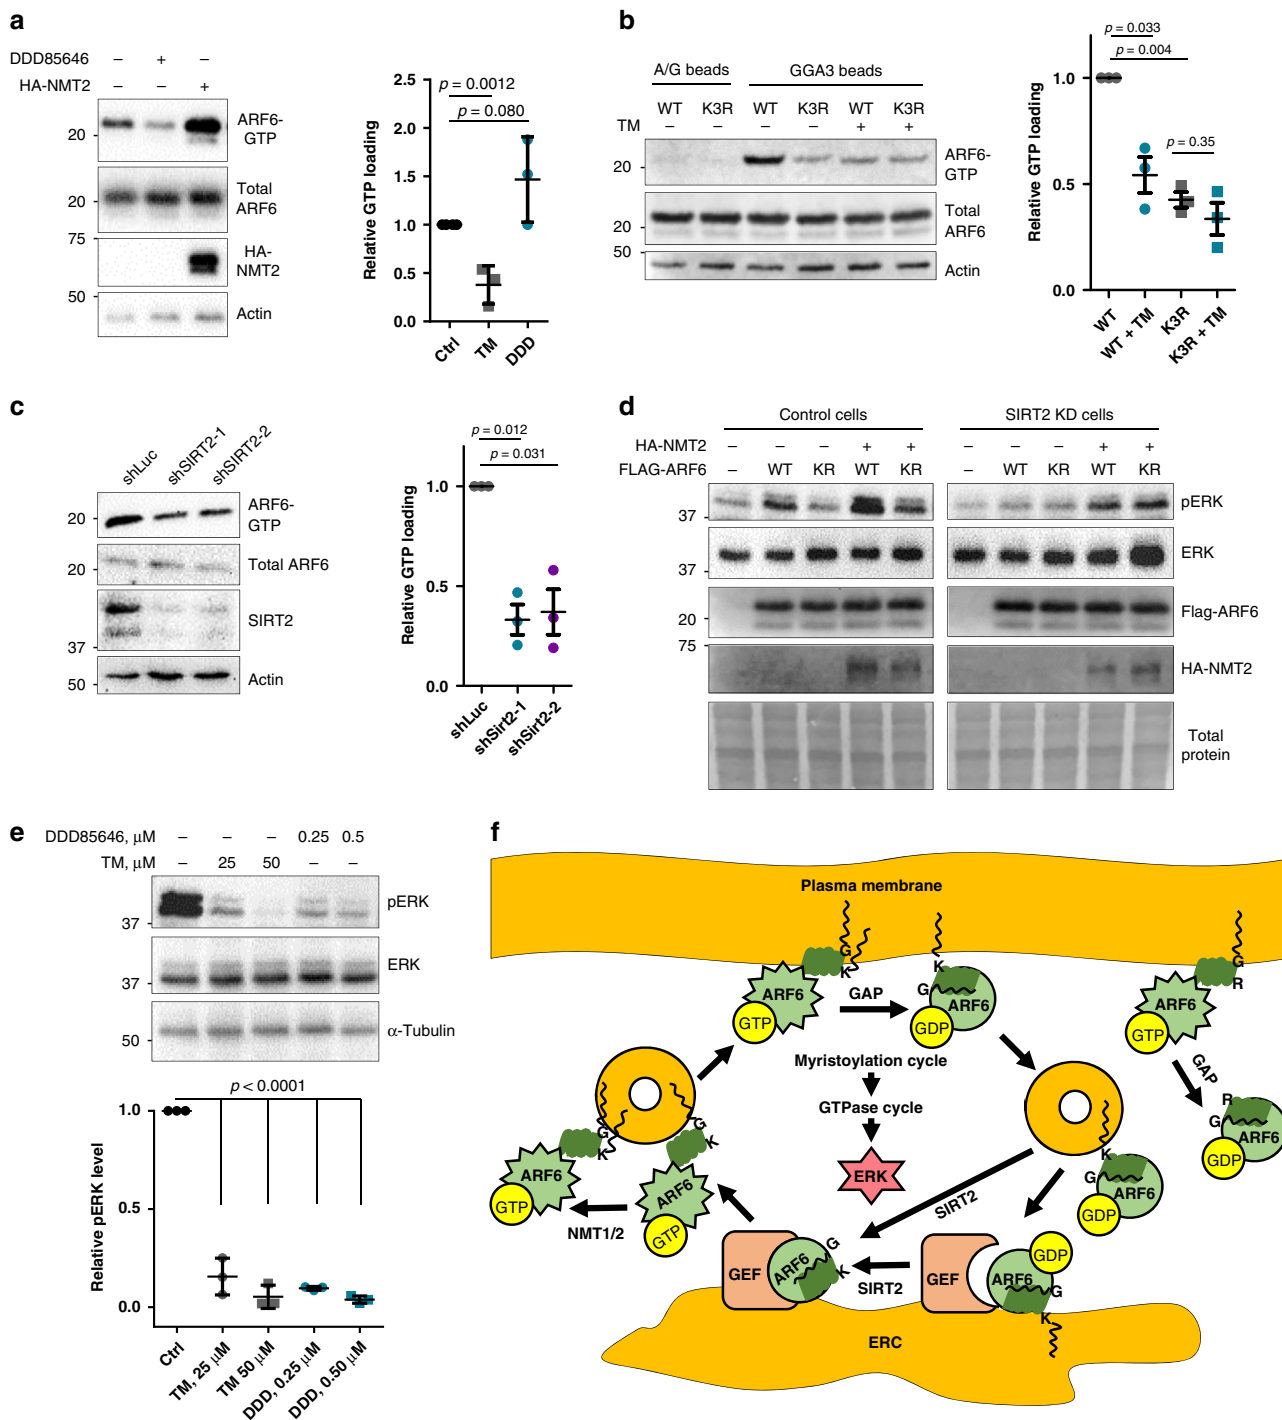 a
DDD85646 – + –
HA-NMT2 – – +
20
ARF6-
GTP
20
Total
ARF6
75
HA-
NMT2
50
Actin
Relative GTP loading
2.5
2.0
1.5
1.0
0.5
0.0
p = 0.0012
p = 0.080
Ctrl
TM
DDD
b
A/G beads GGA3 beads
WT K3R WT K3R WT K3R
TM – – – – + +
20
ARF6-
GTP
20
Total
ARF6
50
Actin
Relative GTP loading
1.0
0.5
0.0
p = 0.033
p = 0.004
p = 0.35
WT
WT + TM
K3R
K3R + TM
c
shLuc
shSIRT2-1
shSIRT2-2
20
ARF6-
GTP
20
Total ARF6
SIRT2
37
50
Actin
Relative GTP loading
1.0
0.5
0.0
p = 0.012
p = 0.031
shLuc
shSirt2-1
shSirt2-2
d
Control cells SIRT2 KD cells
HA-NMT2 – – – + + – – – + +
FLAG-ARF6 – WT KR WT KR – WT KR WT KR
37
pERK
37
ERK
20
Flag-ARF6
75
HA-NMT2
Total
protein
e
DDD85646, µM – – – 0.25 0.5
TM, µM – 25 50 – –
37
pERK
37
ERK
50
α-Tubulin
Relative pERK level
1.0
0.5
0.0
p < 0.0001
Ctrl
TM, 25 µM
TM 50 µM
DDD, 0.25 µM
DDD, 0.50 µM
f
Plasma membrane
G
K
ARF6
GTP
GAP
K
G
ARF6
GDP
G
R
ARF6
GTP
GAP
R
G
ARF6
GDP
Myristoylation cycle
GTPase cycle
ERK
G
K
ARF6
GTP
G
K
ARF6
GTP
NMT1/2
K
G
ARF6
GDP
SIRT2
GEF
ARF6
G
K
SIRT2
GEF
ARF6
GDP
G
K
ERC